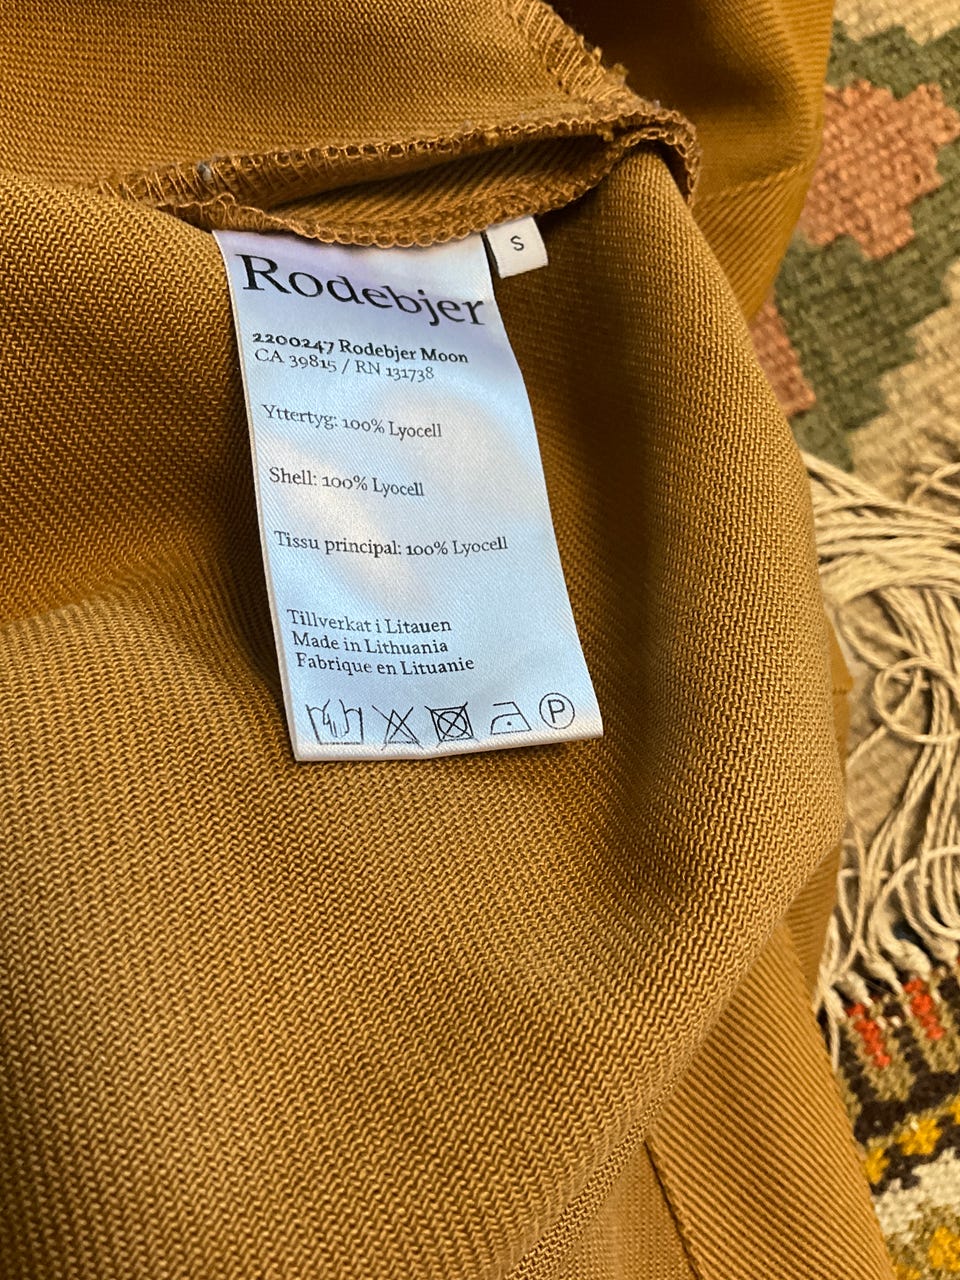 S
Rodebjer
2200247 Rodebjer Moon
CA 39815 / RN 131738
Yttertyg: 100% Lyocell
Shell: 100% Lyocell
Tissu principal: 100% Lyocell
Tillverkat i Litauen
Made in Lithuania
Fabrique en Lituanie
P